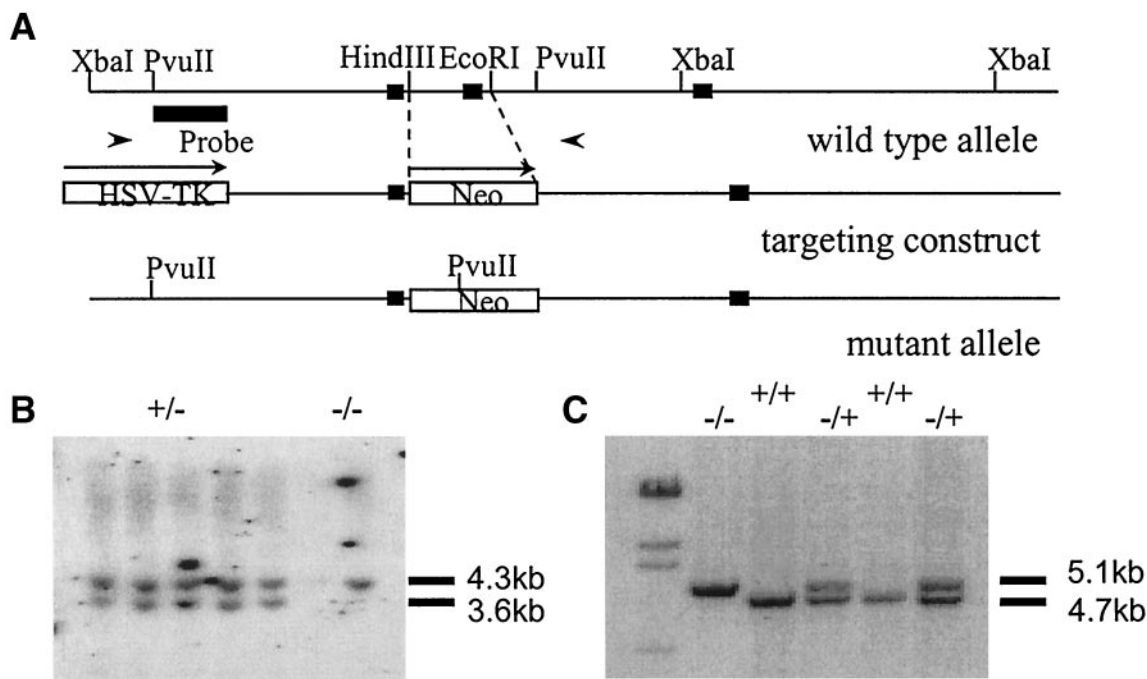 A
XbaI PvuII HindIII EcoRI PvuII XbaI XbaI
Probe
wild type allele
HSV-TK Neo
targeting construct
PvuII PvuII
Neo
mutant allele
B
+/- -/-
4.3kb
3.6kb
C
-/- +/+ -/+ +/+ -/+
5.1kb
4.7kb